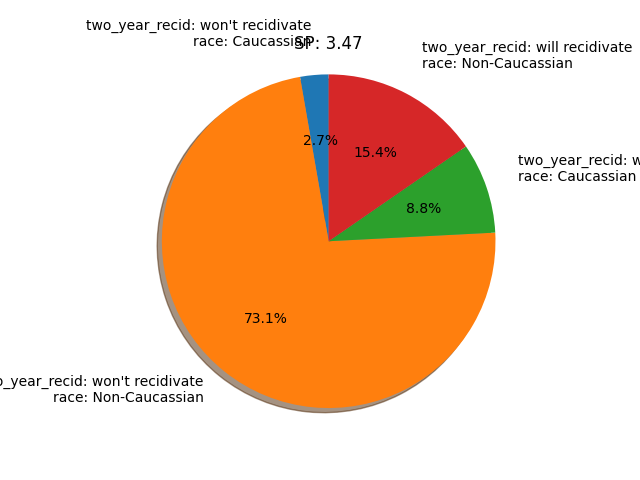 two_year_recid: won't recidivate
race: Caucassian
SP: 3.47
two_year_recid: will recidivate
race: Non-Caucassian
2.7%
15.4%
two_year_recid:
race: Caucassian
8.8%
73.1%
won't recidivate
race: Non-Caucassian